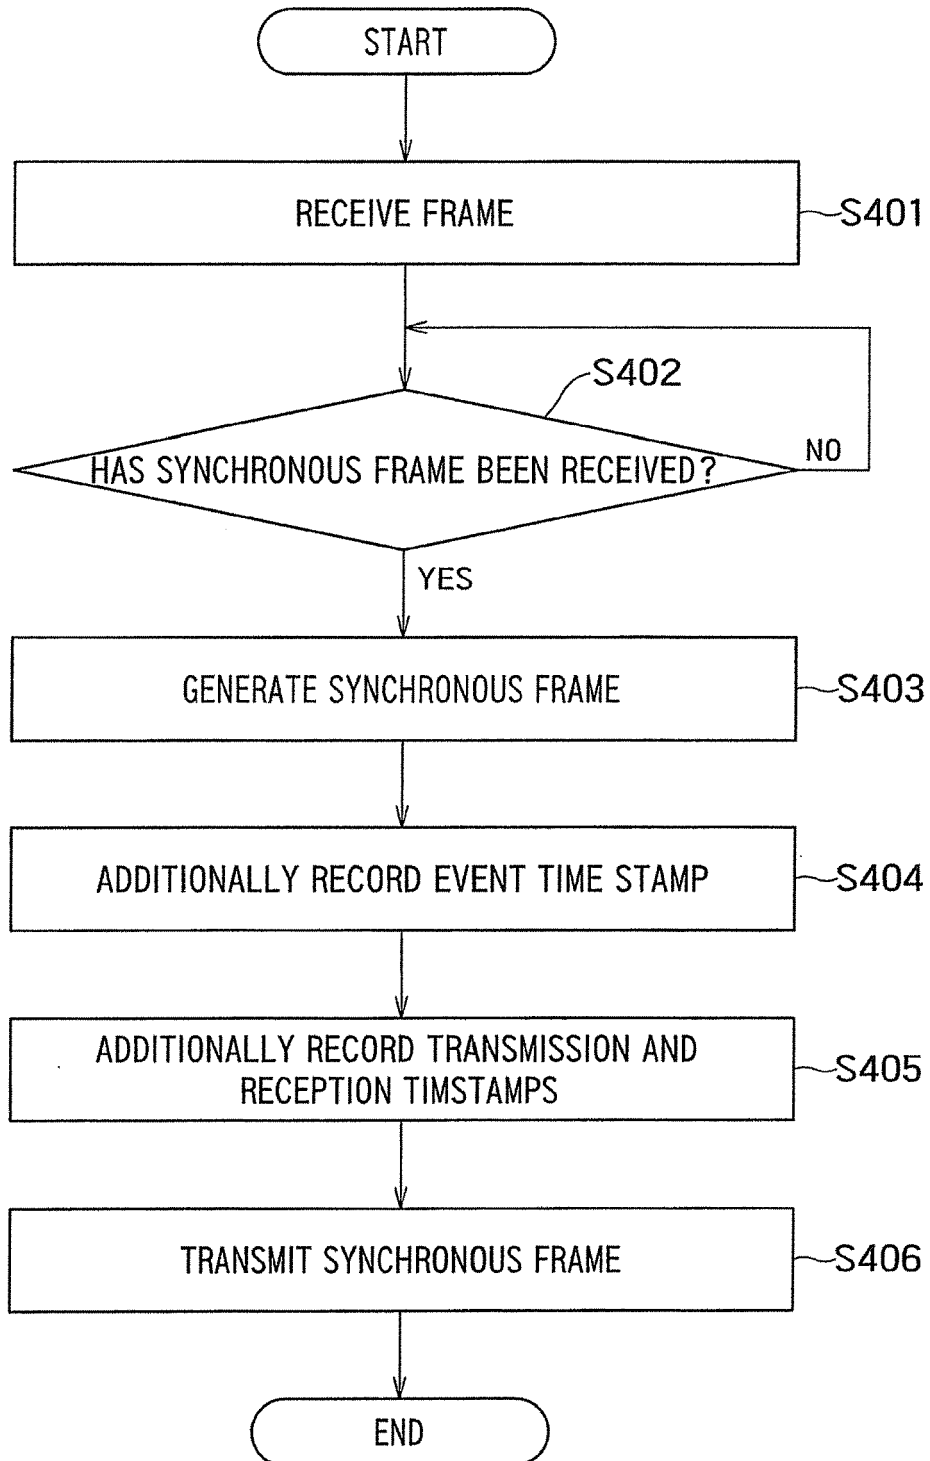 START
RECEIVE FRAME
S401
S402
HAS SYNCHRONOUS FRAME BEEN RECEIVED?
NO
YES
GENERATE SYNCHRONOUS FRAME
S403
ADDITIONALLY RECORD EVENT TIME STAMP
S404
ADDITIONALLY RECORD TRANSMISSION AND
RECEPTION TIMSTAMPS
S405
TRANSMIT SYNCHRONOUS FRAME
S406
END